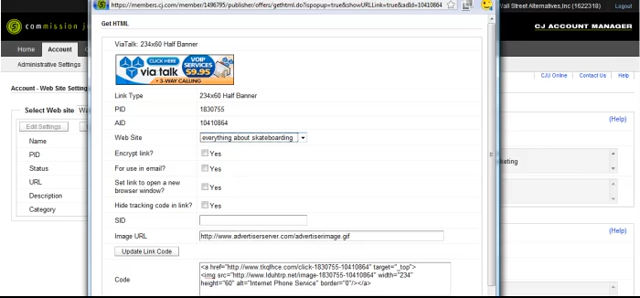 https://members.cj.com/member/1496785/publisher/offers/gethtml.do?ispopup=true&showURLLink=true&adId=10410864
Wall Street Alternatives,Inc (1622310)
commission j
CJ ACCOUNT MANAGER
Get HTML
Home
Account
Administrative Settings
CJU Online
Contact Us
Help
Account - Web Site Setting
Select Web site
Edit Settings
Name
PID
Status
URL
Description
Category
ViaTalk: 234x60 Half Banner
CLICK HERE
via talk
VOIP SERVICES $9.95
• 3-WAY CALLING
Link Type 234x60 Half Banner
PID 1830755
AID 10410864
Web Site everything about skateboarding
Encrypt link? Yes
For use in email? Yes
Set link to open a new browser window? Yes
Hide tracking code in link? Yes
SID
Image URL http://www.advertiserserver.com/advertiserimage.gif
Update Link Code
Code
<a href="http://www.tkqlhce.com/click-1830755-10410864" target="_top">
<img src="http://www.lduhtrp.net/image-1830755-10410864" width="234"
height="60" alt="Internet Phone Service" border="0"/></a>
(Help)
(Help)